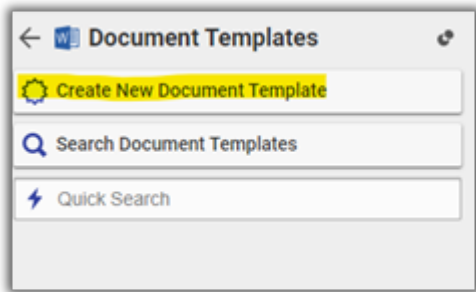 Document Templates
Create New Document Template
Search Document Templates
Quick Search